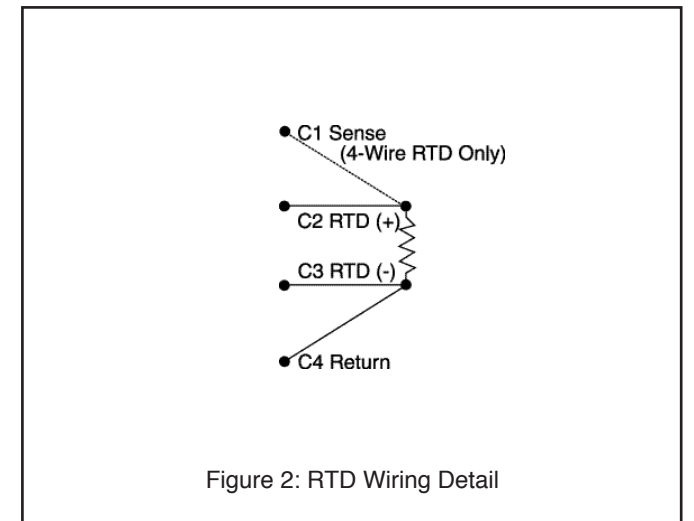 C1 Sense
(4-Wire RTD Only)
C2 RTD (+)
C3 RTD (-)
C4 Return
Figure 2: RTD Wiring Detail